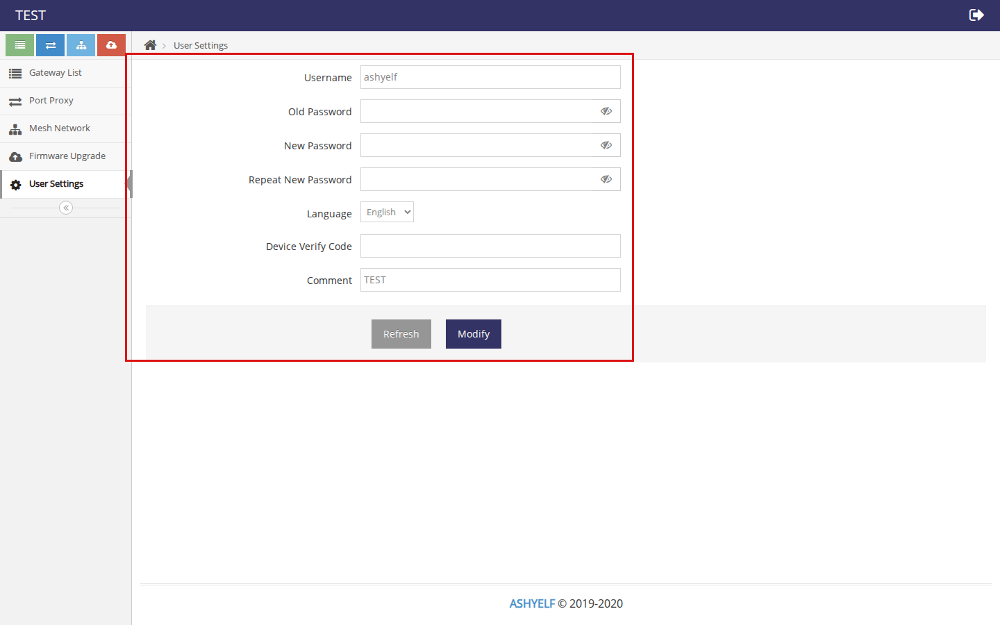 TEST
User Settings
Gateway List
Port Proxy
Mesh Network
Firmware Upgrade
User Settings
Username ashyelf
Old Password
New Password
Repeat New Password
Language English
Device Verify Code
Comment TEST
Refresh Modify
ASHYELF © 2019-2020